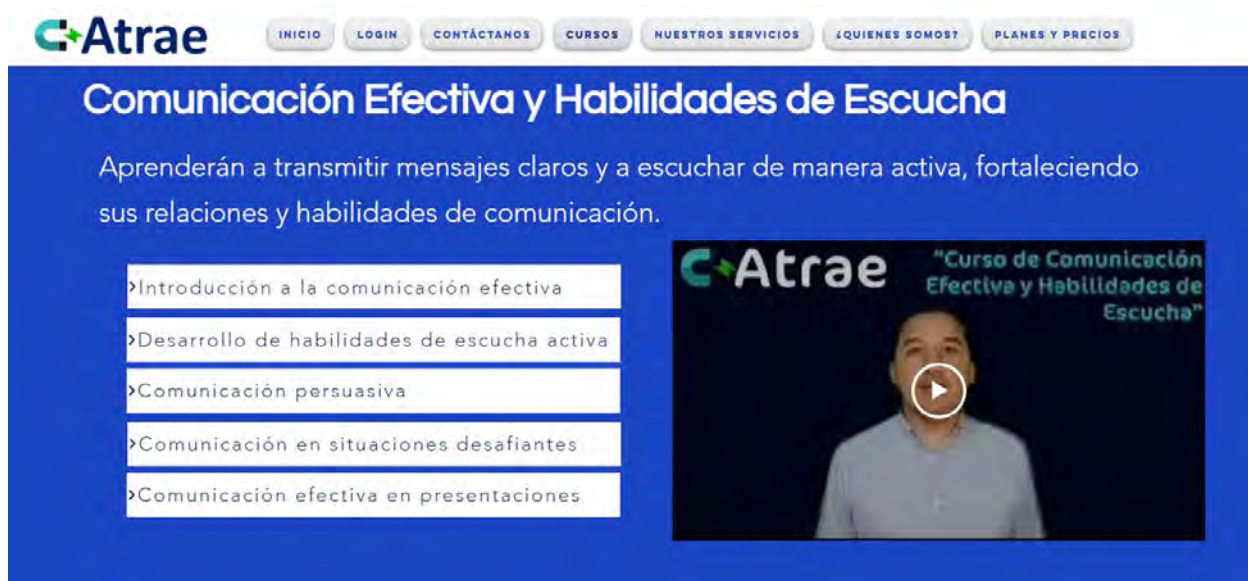 Atrae
INICIO LOGIN CONTÁCTANOS CURSOS NUESTROS SERVICIOS ¿QUIENES SOMOS? PLANES Y PRECIOS
Comunicación Efectiva y Habilidades de Escucha
Aprenderán a transmitir mensajes claros y a escuchar de manera activa, fortaleciendo
sus relaciones y habilidades de comunicación.
›Introducción a la comunicación efectiva
›Desarrollo de habilidades de escucha activa
›Comunicación persuasiva
›Comunicación en situaciones desafiantes
›Comunicación efectiva en presentaciones
Atrae
"Curso de Comunicación
Efectiva y Habilidades de
Escucha"